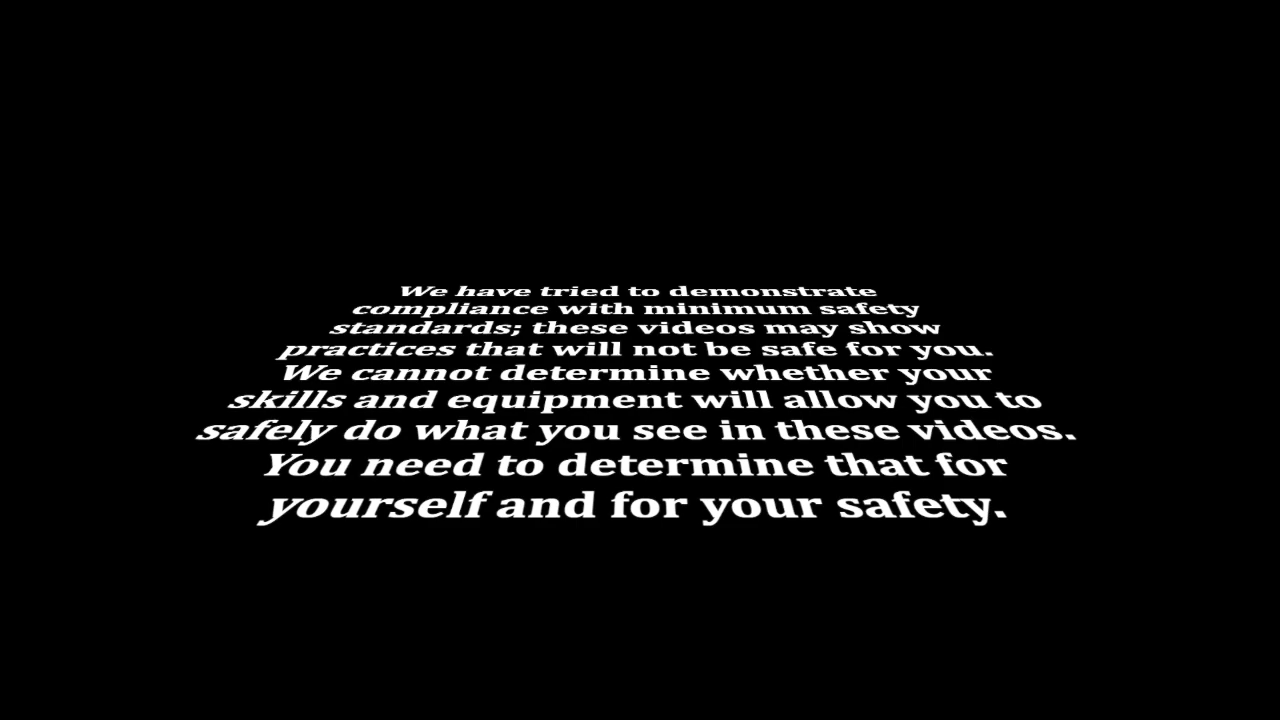 We have tried to demonstrate
compliance with minimum safety
standards; these videos may show
practices that will not be safe for you.
We cannot determine whether your
skills and equipment will allow you to
safely do what you see in these videos.
You need to determine that for
yourself and for your safety.